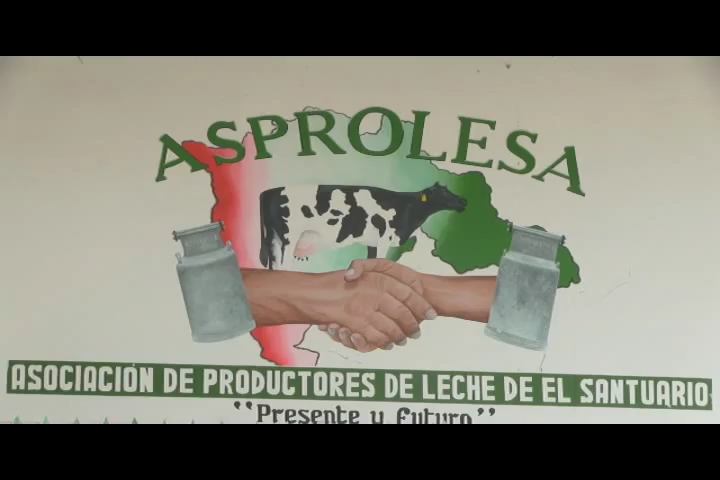 ASPROLESA
ASOCIACIÓN DE PRODUCTORES DE LECHE DE EL SANTUARIO
"Presente y Futuro"